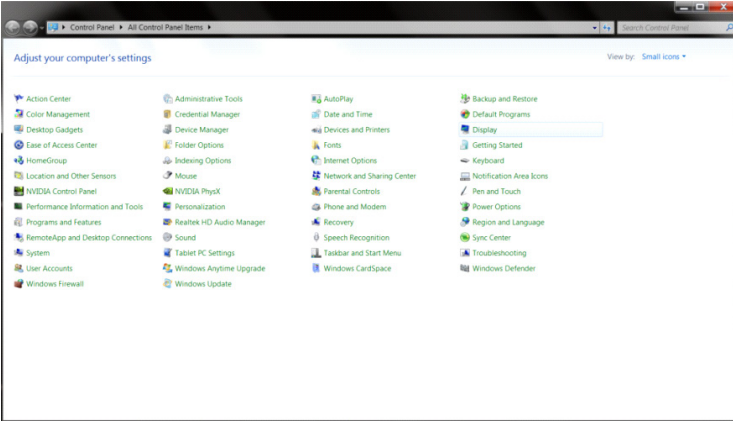 Control Panel ▸ All Control Panel Items ▸ Search Control Panel
Adjust your computer's settings View by: Small icons
Action Center Administrative Tools AutoPlay Backup and Restore
Color Management Credential Manager Date and Time Default Programs
Desktop Gadgets Device Manager Devices and Printers Display
Ease of Access Center Folder Options Fonts Getting Started
HomeGroup Indexing Options Internet Options Keyboard
Location and Other Sensors Mouse Network and Sharing Center Notification Area Icons
NVIDIA Control Panel NVIDIA PhysX Parental Controls Pen and Touch
Performance Information and Tools Personalization Phone and Modem Power Options
Programs and Features Realtek HD Audio Manager Recovery Region and Language
RemoteApp and Desktop Connections Sound Speech Recognition Sync Center
System Tablet PC Settings Taskbar and Start Menu Troubleshooting
User Accounts Windows Anytime Upgrade Windows CardSpace Windows Defender
Windows Firewall Windows Update